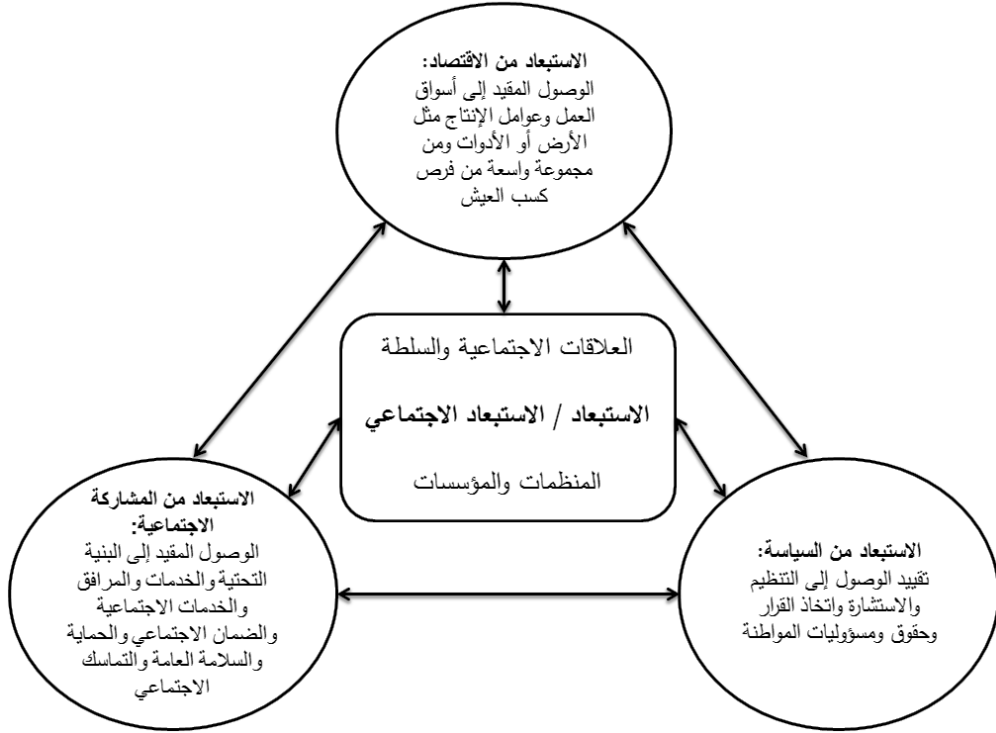 الاستبعاد من الاقتصاد:
الوصول المقيد إلى أسواق
العمل وعوامل الإنتاج مثل
الأرض أو الأدوات ومن
مجموعة واسعة من فرص
كسب العيش
العلاقات الاجتماعية والسلطة
الاستبعاد / الاستبعاد الاجتماعي
المنظمات والمؤسسات
الاستبعاد من المشاركة
الاجتماعية:
الوصول المقيد إلى البنية
التحتية والخدمات والمرافق
والخدمات الاجتماعية
والضمان الاجتماعي والحماية
والسلامة العامة والتماسك
الاجتماعي
الاستبعاد من السياسة:
تقييد الوصول إلى التنظيم
والاستشارة واتخاذ القرار
وحقوق ومسؤوليات المواطنة